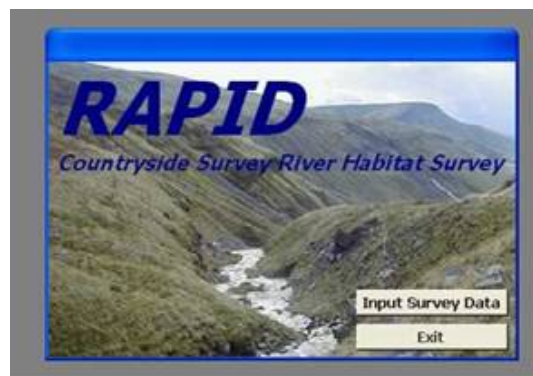 RAPID
Countryside Survey River Habitat Survey
Input Survey Data
Exit